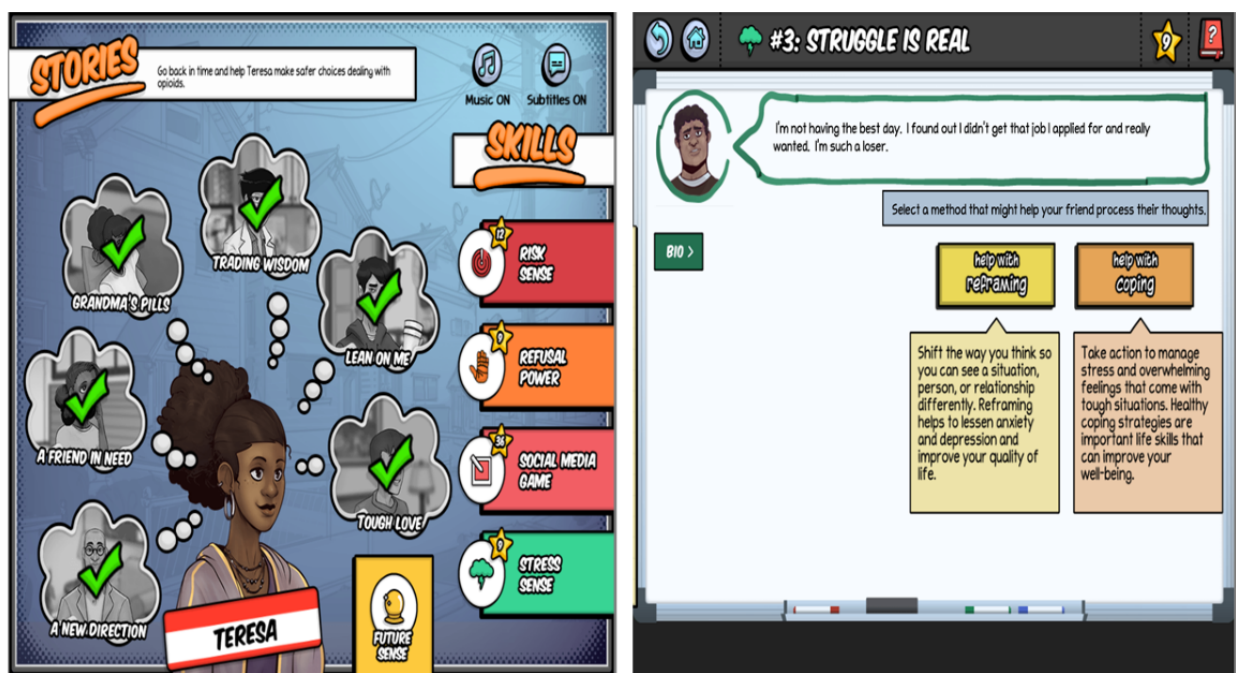 STORIES
Go back in time and help Teresa make safer choices dealing with
opioids.
Music ON
Subtitles ON
SKILLS
TRADING WISDOM
GRANDMA'S PILLS
LEAN ON ME
A FRIEND IN NEED
TOUGH LOVE
A NEW DIRECTION
TERESA
FUTURE
SENSE
12
RISK
SENSE
9
REFUSAL
POWER
36
SOCIAL MEDIA
GAME
9
STRESS
SENSE
#3: STRUGGLE IS REAL
9
?
I'm not having the best day. I found out I didn't get that job I applied for and really
wanted. I'm such a loser.
Select a method that might help your friend process their thoughts.
BIO >
help with
reframing
help with
coping
Shift the way you think so
you can see a situation,
person, or relationship
differently. Reframing
helps to lessen anxiety
and depression and
improve your quality of
life.
Take action to manage
stress and overwhelming
feelings that come with
tough situations. Healthy
coping strategies are
important life skills that
can improve your
well-being.